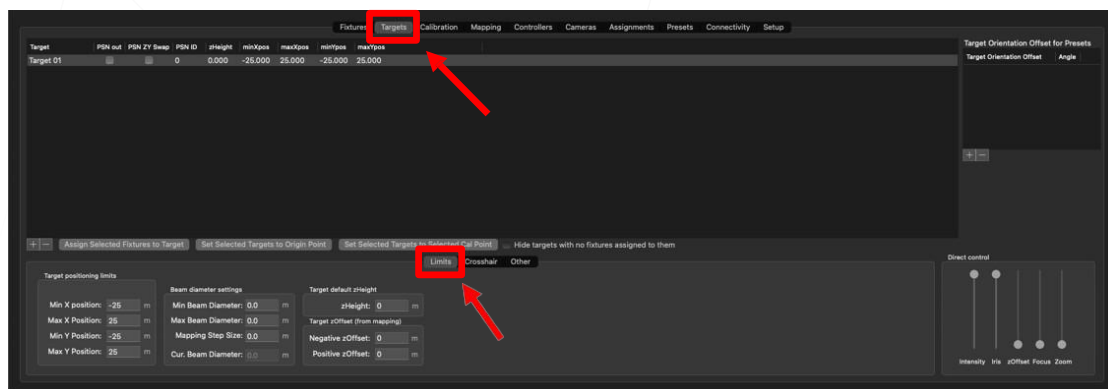 Fixtures Targets Calibration Mapping Controllers Cameras Assignments Presets Connectivity Setup
Target PSN out PSN ZY Swap PSN ID zHeight minXpos maxXpos minYpos maxYpos
Target 01 0 0.000 -25.000 25.000 -25.000 25.000
Target Orientation Offset for Presets
Target Orientation Offset Angle
+ −
+ − Assign Selected Fixtures to Target Set Selected Targets to Origin Point Set Selected Targets to Selected Cal Point Hide targets with no fixtures assigned to them
Limits Crosshair Other
Target positioning limits
Min X position: -25 m
Max X Position: 25 m
Min Y Position: -25 m
Max Y Position: 25 m
Beam diameter settings
Min Beam Diameter: 0.0 m
Max Beam Diameter: 0.0 m
Mapping Step Size: 0.0 m
Cur. Beam Diameter: 0.0 m
Target default zHeight
zHeight: 0 m
Target zOffset (from mapping)
Negative zOffset: 0 m
Positive zOffset: 0 m
Direct control
Intensity Iris zOffset Focus Zoom